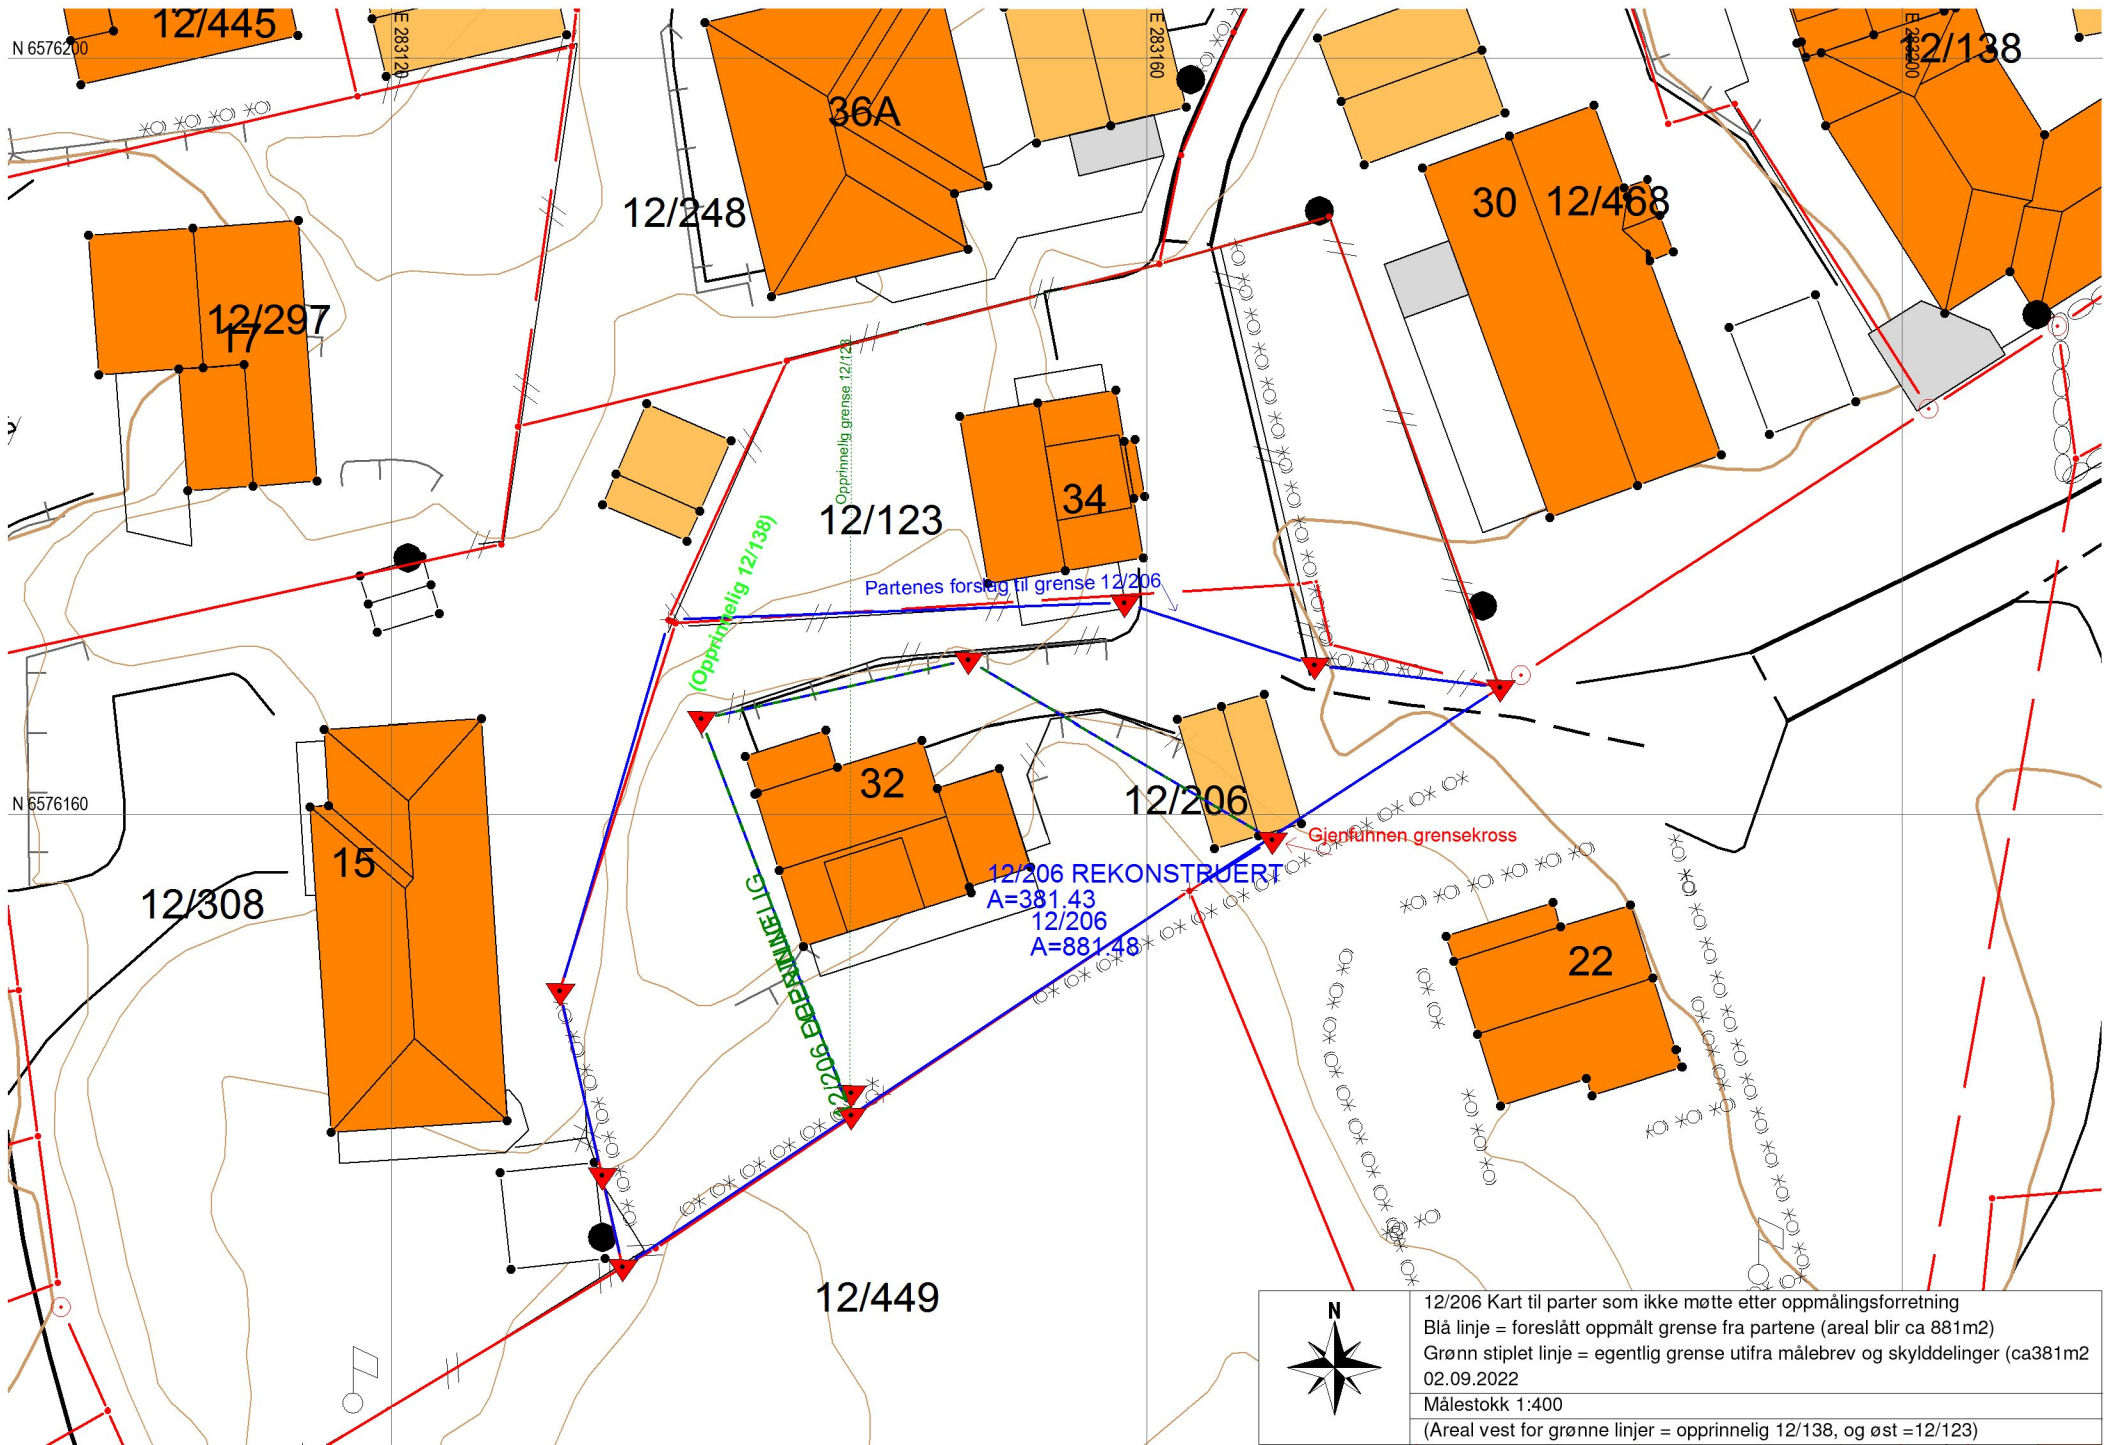 12/445
N 6576200
E 283120
36A
E 283160
E 283200
12/138
12/248
30
12/468
12/297
17
Opprinnelig grense 12/123
12/123
34
(Opprinnelig 12/138)
Partenes forslag til grense 12/206
32
N 6576160
12/206
Gjenfunnen grensekross
15
12/308
12/206 REKONSTRUERT
A=381.43
12/206
A=881.48
22
12/449
N
12/206 Kart til parter som ikke møtte etter oppmålingsforretning
Blå linje = foreslått oppmålt grense fra partene (areal blir ca 881m2)
Grønn stiplet linje = egentlig grense utifra målebrev og skylddelinger (ca381m2
02.09.2022
Målestokk 1:400
(Areal vest for grønne linjer = opprinnelig 12/138, og øst =12/123)